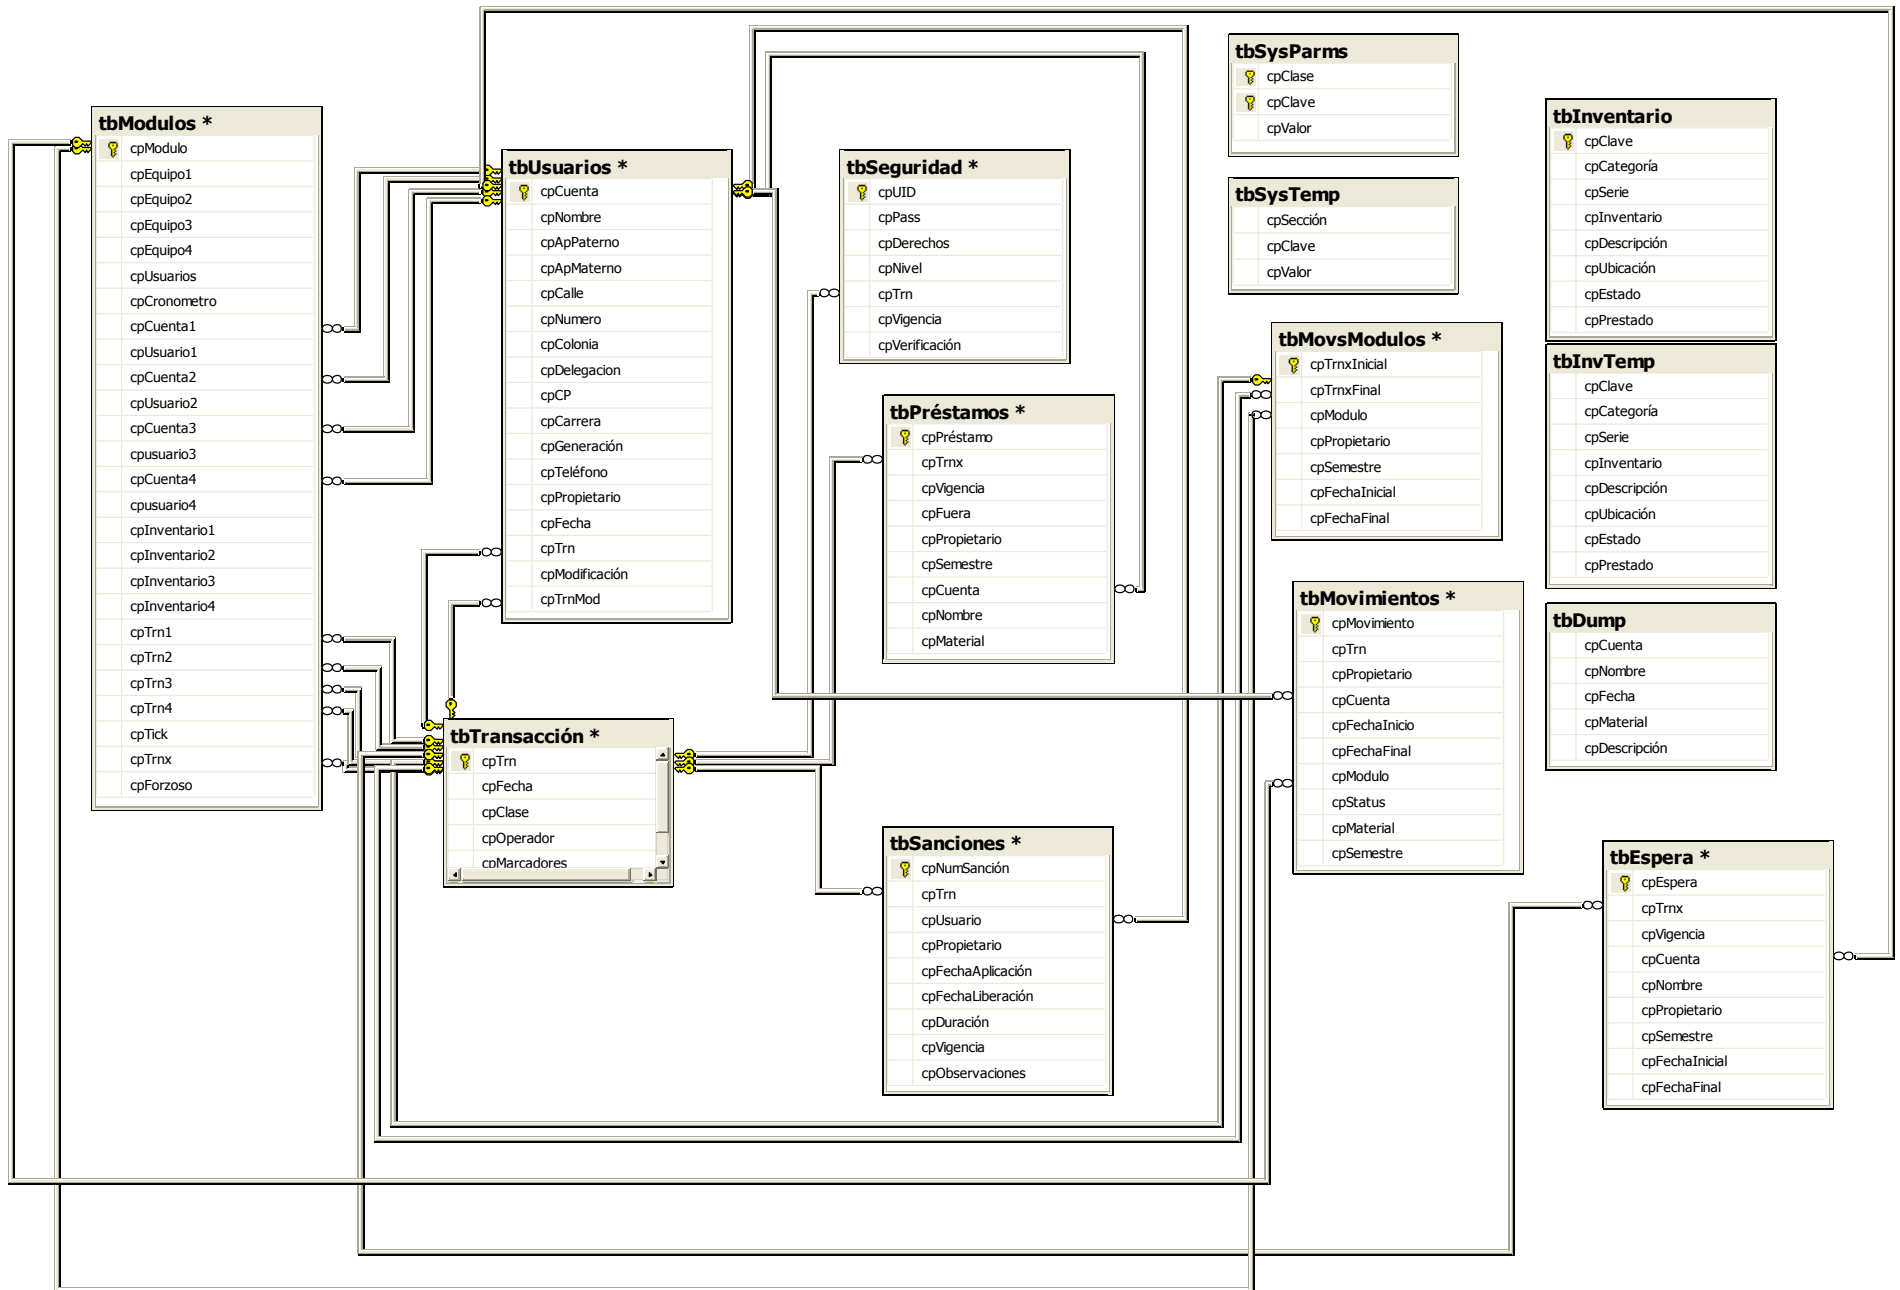 tbModulos *
cpModulo
cpEquipo1
cpEquipo2
cpEquipo3
cpEquipo4
cpUsuarios
cpCronometro
cpCuenta1
cpUsuario1
cpCuenta2
cpUsuario2
cpCuenta3
cpusuario3
cpCuenta4
cpusuario4
cpInventario1
cpInventario2
cpInventario3
cpInventario4
cpTrn1
cpTrn2
cpTrn3
cpTrn4
cpTick
cpTrnx
cpForzoso
tbUsuarios *
cpCuenta
cpNombre
cpApPaterno
cpApMaterno
cpCalle
cpNumero
cpColonia
cpDelegacion
cpCP
cpCarrera
cpGeneración
cpTeléfono
cpPropietario
cpFecha
cpTrn
cpModificación
cpTrnMod
tbTransacción *
cpTrn
cpFecha
cpClase
cpOperador
cpMarcadores
tbSeguridad *
cpUID
cpPass
cpDerechos
cpNivel
cpTrn
cpVigencia
cpVerificación
tbPréstamos *
cpPréstamo
cpTrnx
cpVigencia
cpFuera
cpPropietario
cpSemestre
cpCuenta
cpNombre
cpMaterial
tbSanciones *
cpNumSanción
cpTrn
cpUsuario
cpPropietario
cpFechaAplicación
cpFechaLiberación
cpDuración
cpVigencia
cpObservaciones
tbSysParms
cpClase
cpClave
cpValor
tbSysTemp
cpSección
cpClave
cpValor
tbMovsModulos *
cpTrnxInicial
cpTrnxFinal
cpModulo
cpPropietario
cpSemestre
cpFechaInicial
cpFechaFinal
tbMovimientos *
cpMovimiento
cpTrn
cpPropietario
cpCuenta
cpFechaInicio
cpFechaFinal
cpModulo
cpStatus
cpMaterial
cpSemestre
tbInventario
cpClave
cpCategoría
cpSerie
cpInventario
cpDescripción
cpUbicación
cpEstado
cpPrestado
tbInvTemp
cpClave
cpCategoría
cpSerie
cpInventario
cpDescripción
cpUbicación
cpEstado
cpPrestado
tbDump
cpCuenta
cpNombre
cpFecha
cpMaterial
cpDescripción
tbEspera *
cpEspera
cpTrnx
cpVigencia
cpCuenta
cpNombre
cpPropietario
cpSemestre
cpFechaInicial
cpFechaFinal